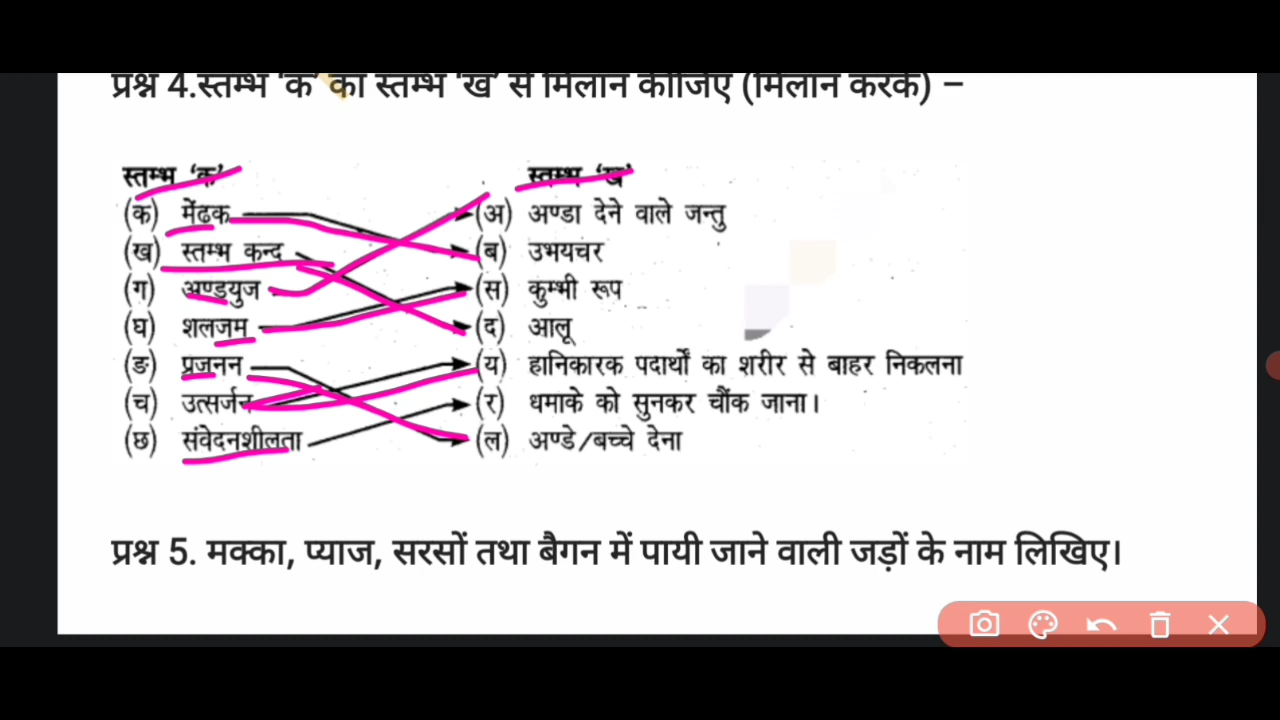 प्रश्न 4.स्तम्भ 'क' का स्तम्भ 'ख' से मिलान कीजिए (मिलान करके) –
स्तम्भ 'क' स्तम्भ 'ख'
(क) मेंढक (अ) अण्डा देने वाले जन्तु
(ख) स्तम्भ कन्द (ब) उभयचर
(ग) अण्डयुज (स) कुम्भी रूप
(घ) शलजम (द) आलू
(ङ) प्रजनन (य) हानिकारक पदार्थों का शरीर से बाहर निकलना
(च) उत्सर्जन (र) धमाके को सुनकर चौंक जाना।
(छ) संवेदनशीलता (ल) अण्डे/बच्चे देना
प्रश्न 5. मक्का, प्याज, सरसों तथा बैगन में पायी जाने वाली जड़ों के नाम लिखिए।